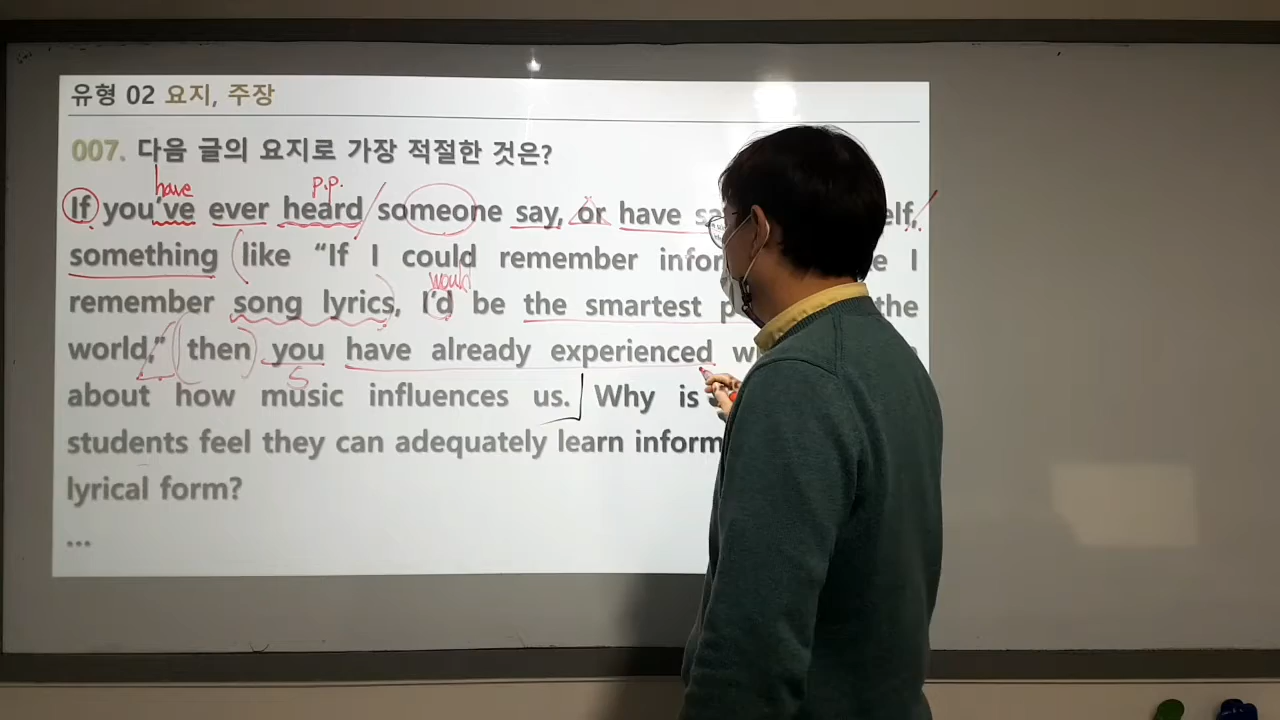 유형 02 요지, 주장
007. 다음 글의 요지로 가장 적절한 것은?
have p.p.
If you've ever heard someone say, or have
something like "If I could remember I
would
remember song lyrics, I'd be the smartest the
world," then you have already experienced
S
about how music influences us. Why is
students feel they can adequately learn
lyrical form?
...